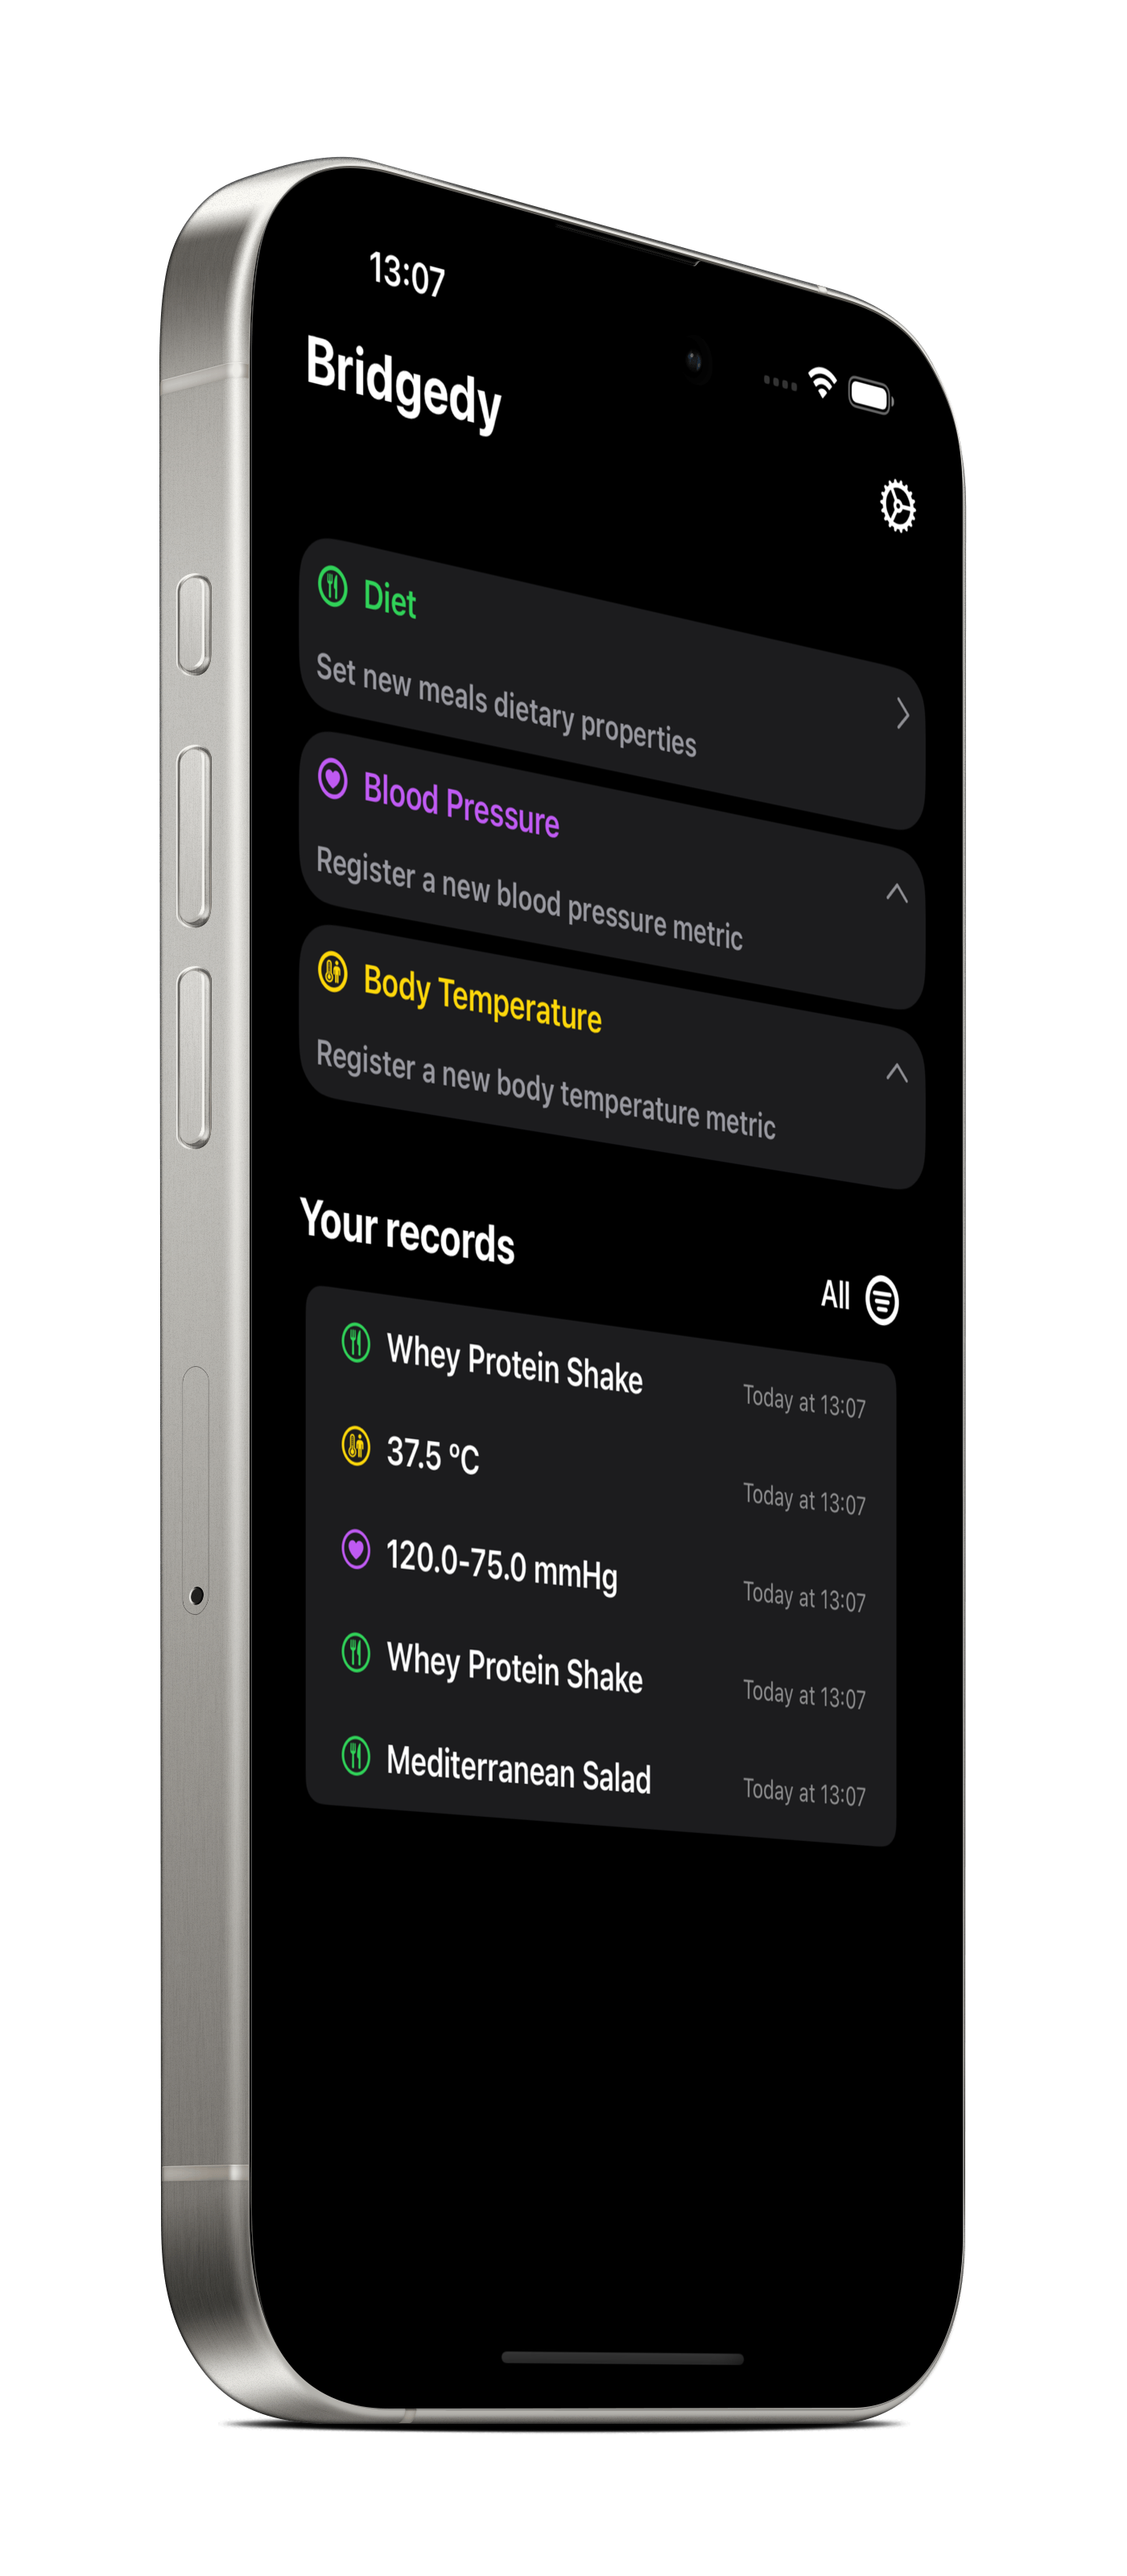 13:07
Bridgedy
Diet
Set new meals dietary properties
Blood Pressure
Register a new blood pressure metric
Body Temperature
Register a new body temperature metric
Your records
All
Whey Protein Shake
Today at 13:07
37.5 °C
Today at 13:07
120.0-75.0 mmHg
Today at 13:07
Whey Protein Shake
Today at 13:07
Mediterranean Salad
Today at 13:07